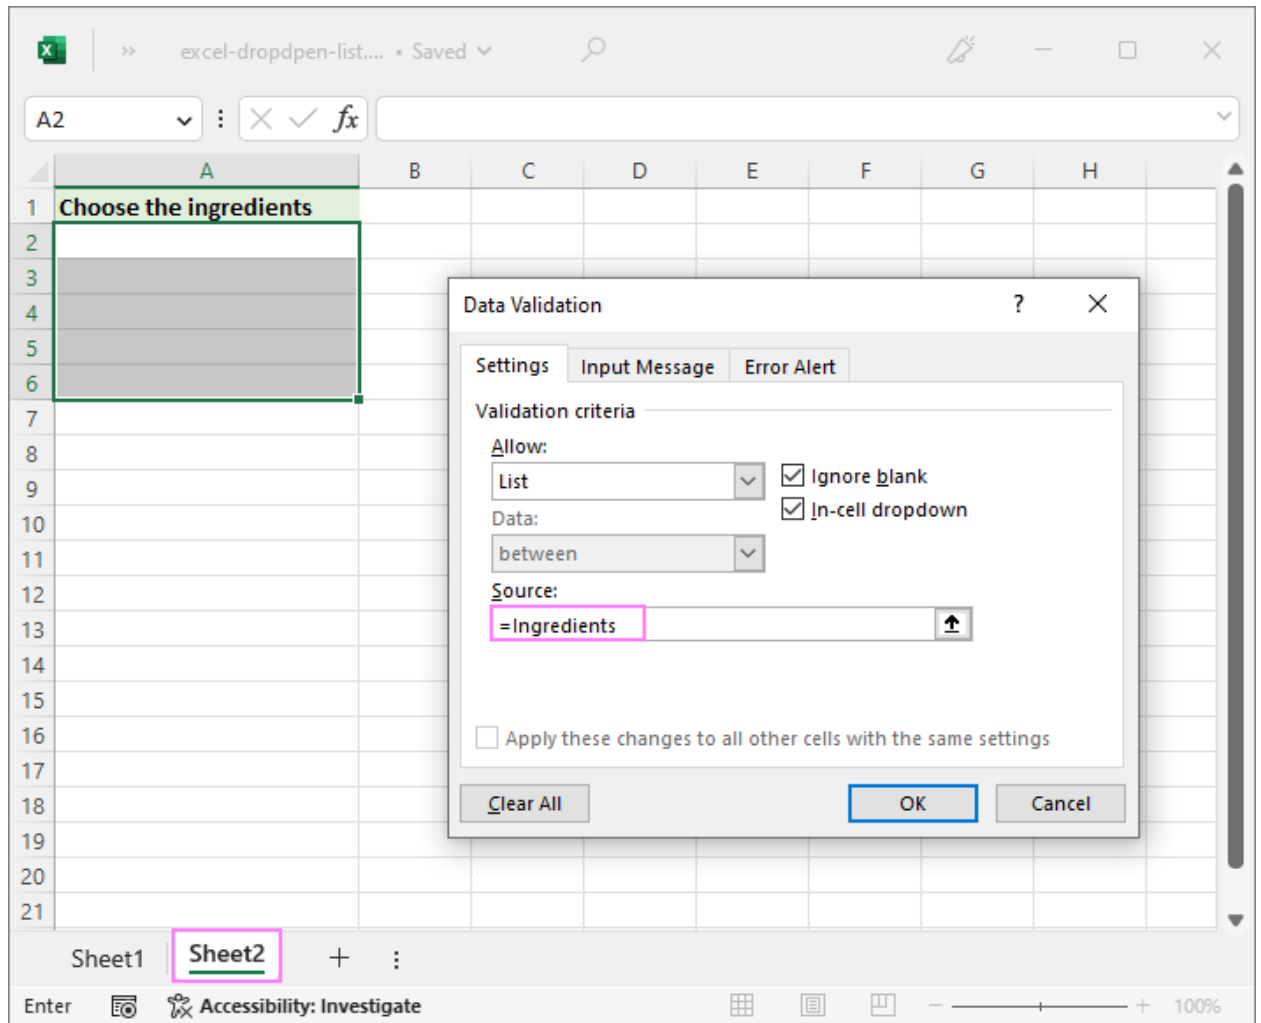 excel-dropdpen-list.... • Saved
A2
fx
A B C D E F G H
1 Choose the ingredients
2
3
4
5
6
7
8
9
10
11
12
13
14
15
16
17
18
19
20
21
Data Validation ?
Settings Input Message Error Alert
Validation criteria
Allow:
List
Ignore blank
In-cell dropdown
Data:
between
Source:
=Ingredients
Apply these changes to all other cells with the same settings
Clear All OK Cancel
Sheet1 Sheet2
Enter Accessibility: Investigate 100%